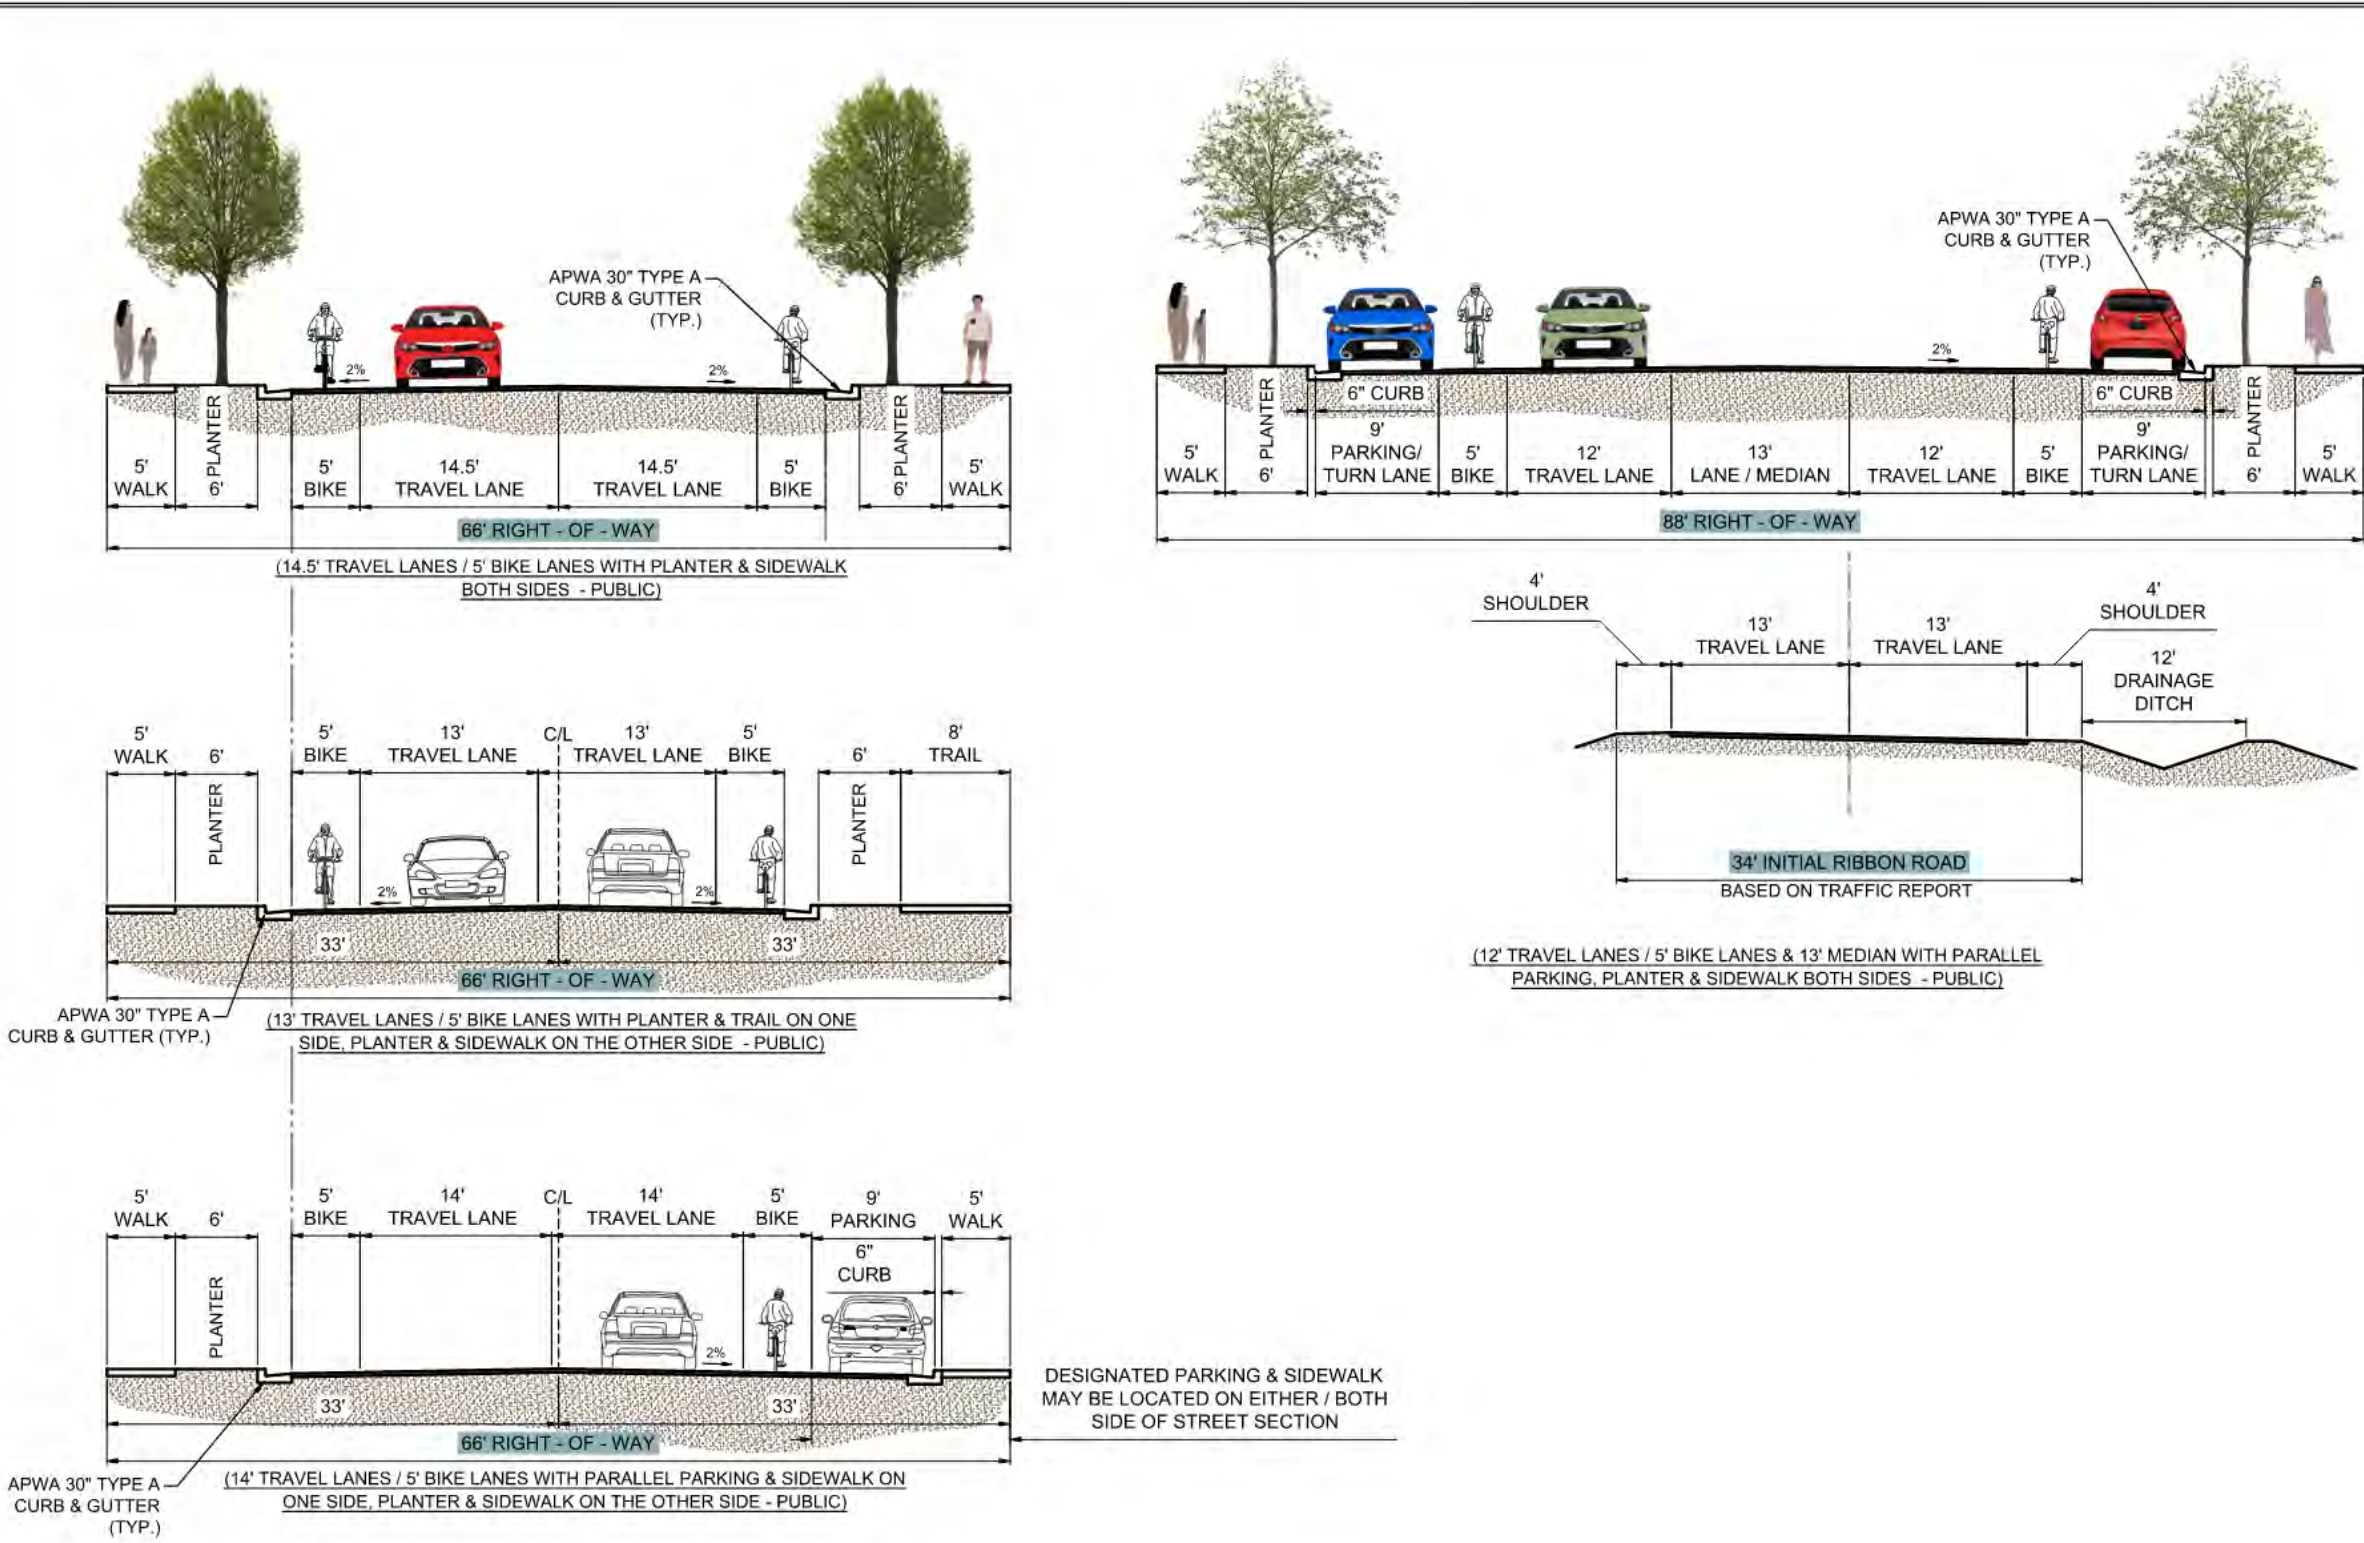 APWA 30" TYPE A
CURB & GUTTER
(TYP.)
2%
2%
PLANTER
PLANTER
5'
WALK
6'
5'
BIKE
14.5'
TRAVEL LANE
14.5'
TRAVEL LANE
5'
BIKE
6'
5'
WALK
66' RIGHT - OF - WAY
(14.5' TRAVEL LANES / 5' BIKE LANES WITH PLANTER & SIDEWALK
BOTH SIDES - PUBLIC)
5'
WALK
6'
5'
BIKE
13'
TRAVEL LANE
C/L
13'
TRAVEL LANE
5'
BIKE
6'
8'
TRAIL
PLANTER
PLANTER
2%
2%
33'
33'
66' RIGHT - OF - WAY
APWA 30" TYPE A
CURB & GUTTER (TYP.)
(13' TRAVEL LANES / 5' BIKE LANES WITH PLANTER & TRAIL ON ONE
SIDE, PLANTER & SIDEWALK ON THE OTHER SIDE - PUBLIC)
5'
WALK
6'
5'
BIKE
14'
TRAVEL LANE
C/L
14'
TRAVEL LANE
5'
BIKE
9'
PARKING
5'
WALK
6"
CURB
PLANTER
2%
33'
33'
66' RIGHT - OF - WAY
DESIGNATED PARKING & SIDEWALK
MAY BE LOCATED ON EITHER / BOTH
SIDE OF STREET SECTION
APWA 30" TYPE A
CURB & GUTTER
(TYP.)
(14' TRAVEL LANES / 5' BIKE LANES WITH PARALLEL PARKING & SIDEWALK ON
ONE SIDE, PLANTER & SIDEWALK ON THE OTHER SIDE - PUBLIC)
APWA 30" TYPE A
CURB & GUTTER
(TYP.)
2%
6" CURB
6" CURB
PLANTER
PLANTER
5'
WALK
6'
9'
PARKING/
TURN LANE
5'
BIKE
12'
TRAVEL LANE
13'
LANE / MEDIAN
12'
TRAVEL LANE
5'
BIKE
9'
PARKING/
TURN LANE
6'
5'
WALK
88' RIGHT - OF - WAY
4'
SHOULDER
13'
TRAVEL LANE
13'
TRAVEL LANE
4'
SHOULDER
12'
DRAINAGE
DITCH
34' INITIAL RIBBON ROAD
BASED ON TRAFFIC REPORT
(12' TRAVEL LANES / 5' BIKE LANES & 13' MEDIAN WITH PARALLEL
PARKING, PLANTER & SIDEWALK BOTH SIDES - PUBLIC)